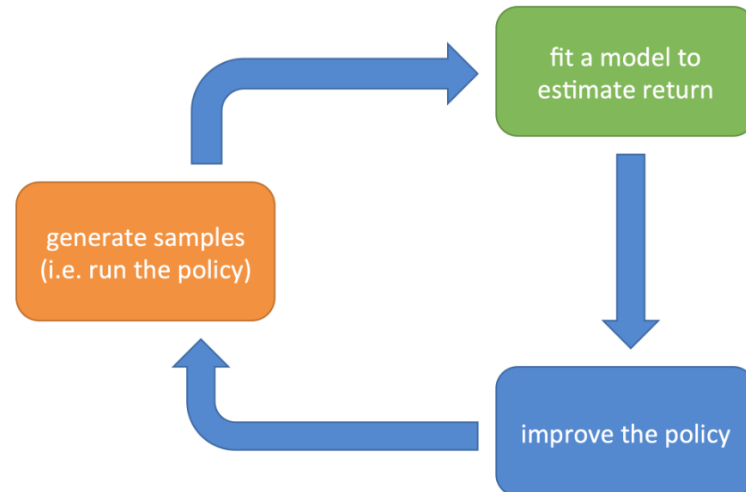 fit a model to
estimate return
generate samples
(i.e. run the policy)
improve the policy